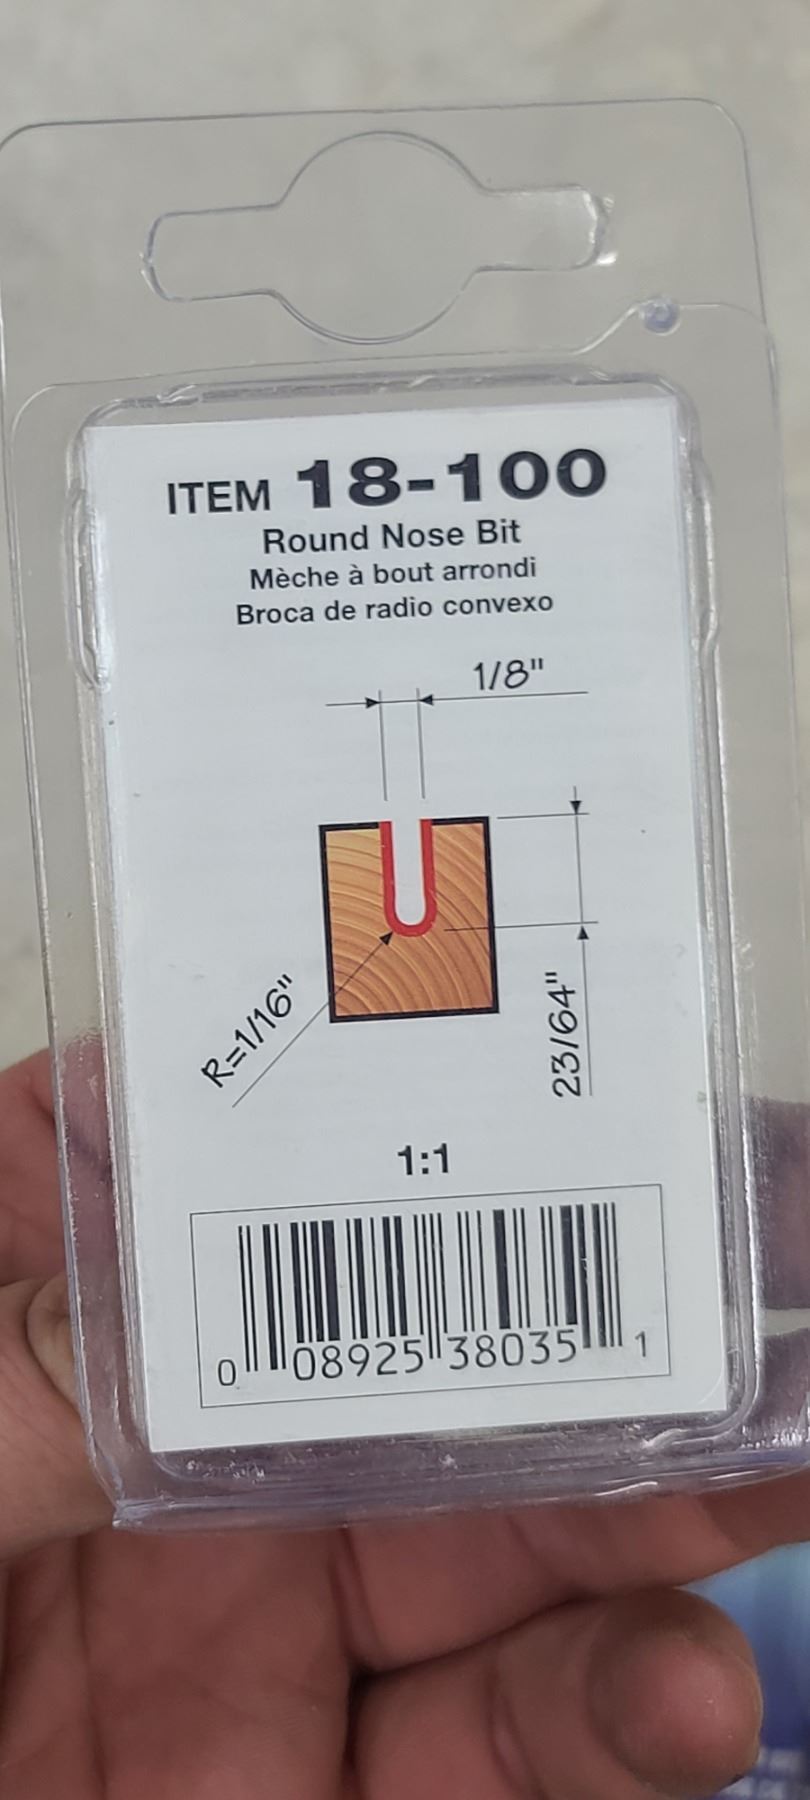 ITEM 18-100
Round Nose Bit
Mèche à bout arrondi
Broca de radio convexo
1/8"
R=1/16"
23/64"
1:1
0 08925 38035 1